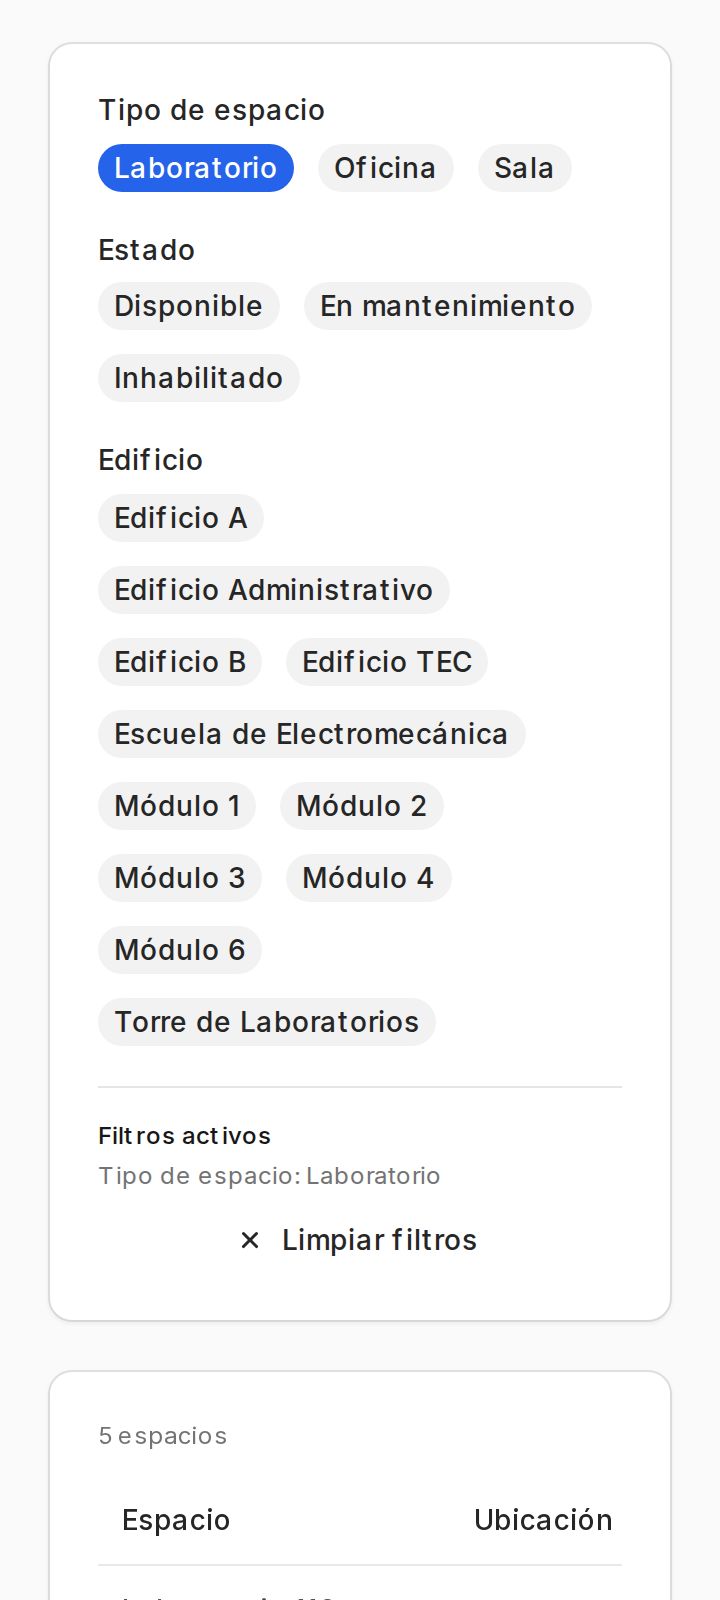 Tipo de espacio
Laboratorio Oficina Sala
Estado
Disponible En mantenimiento
Inhabilitado
Edificio
Edificio A
Edificio Administrativo
Edificio B Edificio TEC
Escuela de Electromecánica
Módulo 1 Módulo 2
Módulo 3 Módulo 4
Módulo 6
Torre de Laboratorios
Filtros activos
Tipo de espacio: Laboratorio
Limpiar filtros
5 espacios
Espacio Ubicación